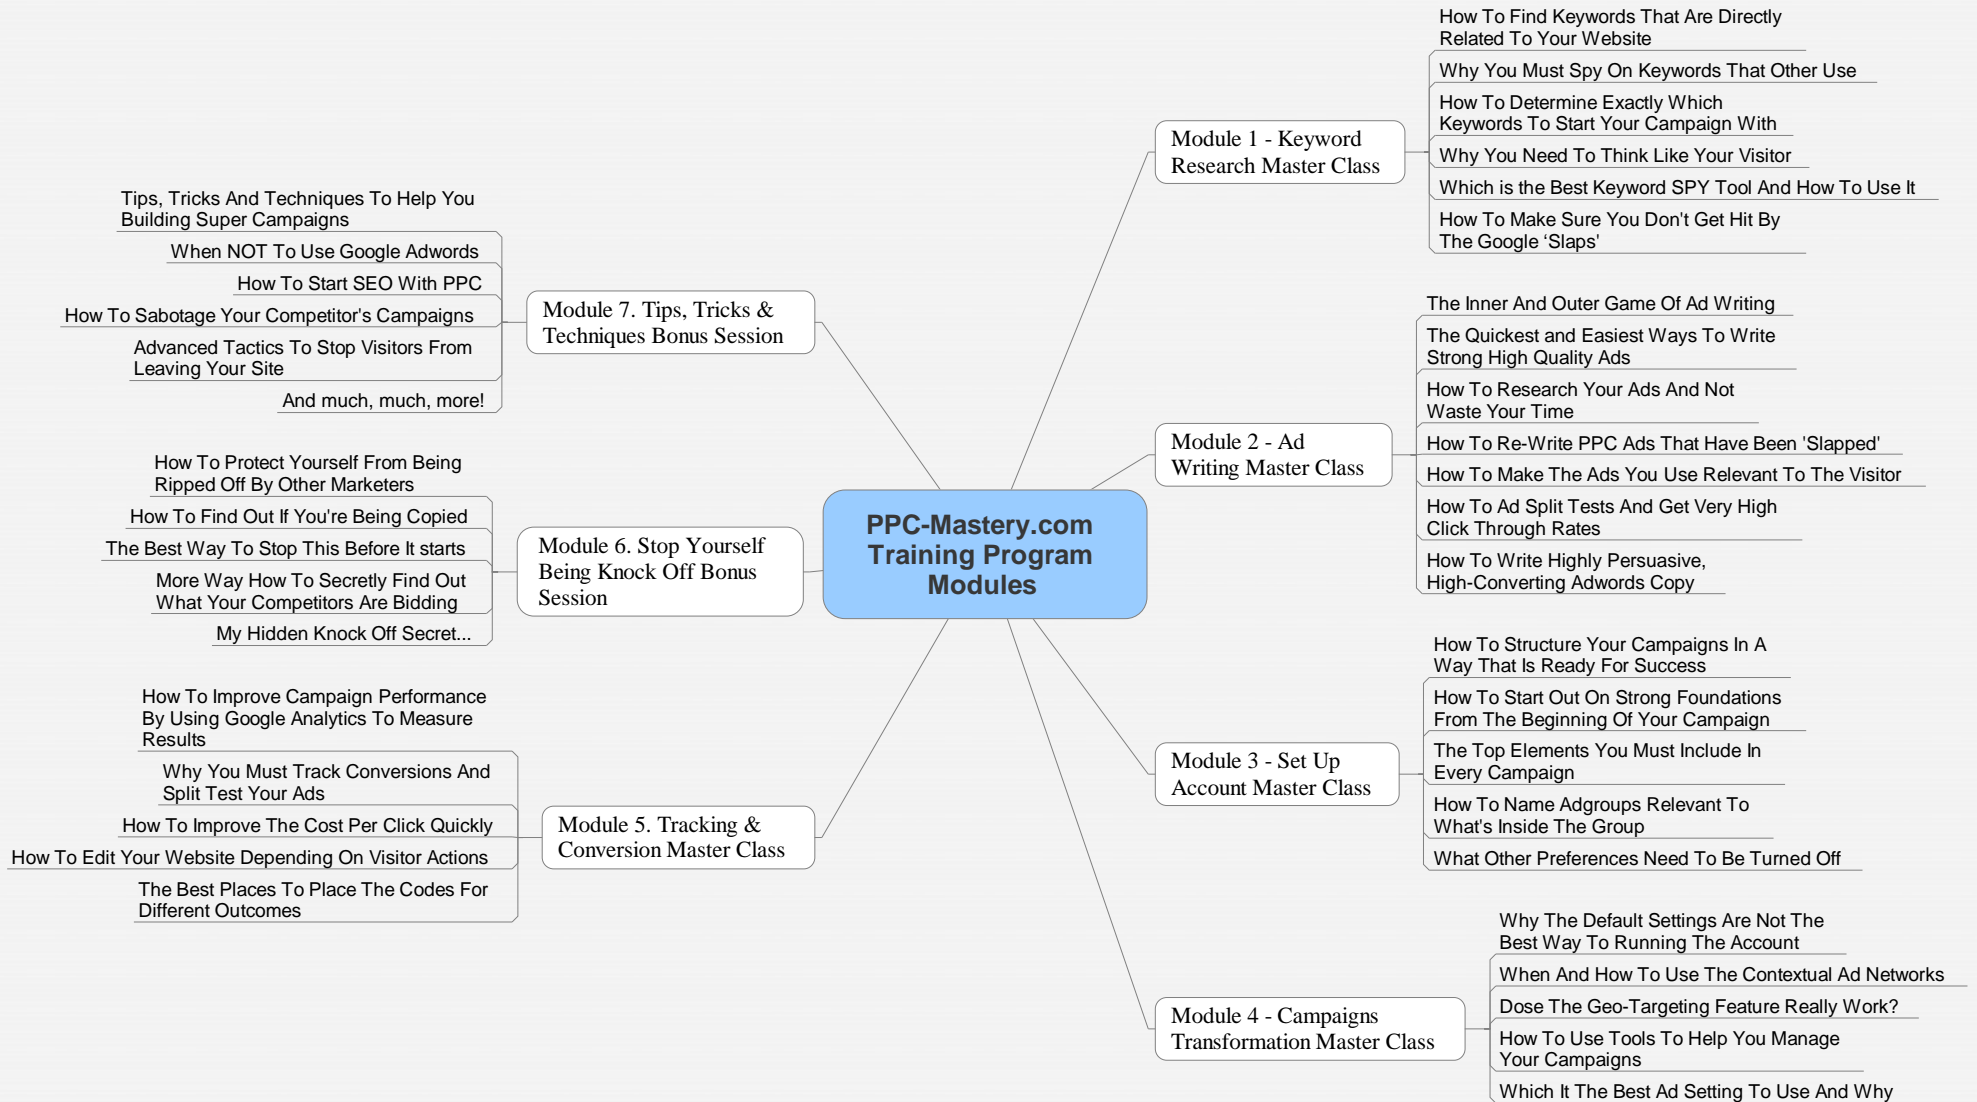 PPC-Mastery.com
Training Program
Modules
Module 1 - Keyword
Research Master Class
How To Find Keywords That Are Directly
Related To Your Website
Why You Must Spy On Keywords That Other Use
How To Determine Exactly Which
Keywords To Start Your Campaign With
Why You Need To Think Like Your Visitor
Which is the Best Keyword SPY Tool And How To Use It
How To Make Sure You Don't Get Hit By
The Google ‘Slaps’
Module 2 - Ad
Writing Master Class
The Inner And Outer Game Of Ad Writing
The Quickest and Easiest Ways To Write
Strong High Quality Ads
How To Research Your Ads And Not
Waste Your Time
How To Re-Write PPC Ads That Have Been 'Slapped'
How To Make The Ads You Use Relevant To The Visitor
How To Ad Split Tests And Get Very High
Click Through Rates
How To Write Highly Persuasive,
High-Converting Adwords Copy
Module 3 - Set Up
Account Master Class
How To Structure Your Campaigns In A
Way That Is Ready For Success
How To Start Out On Strong Foundations
From The Beginning Of Your Campaign
The Top Elements You Must Include In
Every Campaign
How To Name Adgroups Relevant To
What's Inside The Group
What Other Preferences Need To Be Turned Off
Module 4 - Campaigns
Transformation Master Class
Why The Default Settings Are Not The
Best Way To Running The Account
When And How To Use The Contextual Ad Networks
Dose The Geo-Targeting Feature Really Work?
How To Use Tools To Help You Manage
Your Campaigns
Which It The Best Ad Setting To Use And Why
Module 5. Tracking &
Conversion Master Class
How To Improve Campaign Performance
By Using Google Analytics To Measure
Results
Why You Must Track Conversions And
Split Test Your Ads
How To Improve The Cost Per Click Quickly
How To Edit Your Website Depending On Visitor Actions
The Best Places To Place The Codes For
Different Outcomes
Module 6. Stop Yourself
Being Knock Off Bonus
Session
How To Protect Yourself From Being
Ripped Off By Other Marketers
How To Find Out If You're Being Copied
The Best Way To Stop This Before It starts
More Way How To Secretly Find Out
What Your Competitors Are Bidding
My Hidden Knock Off Secret...
Module 7. Tips, Tricks &
Techniques Bonus Session
Tips, Tricks And Techniques To Help You
Building Super Campaigns
When NOT To Use Google Adwords
How To Start SEO With PPC
How To Sabotage Your Competitor's Campaigns
Advanced Tactics To Stop Visitors From
Leaving Your Site
And much, much, more!